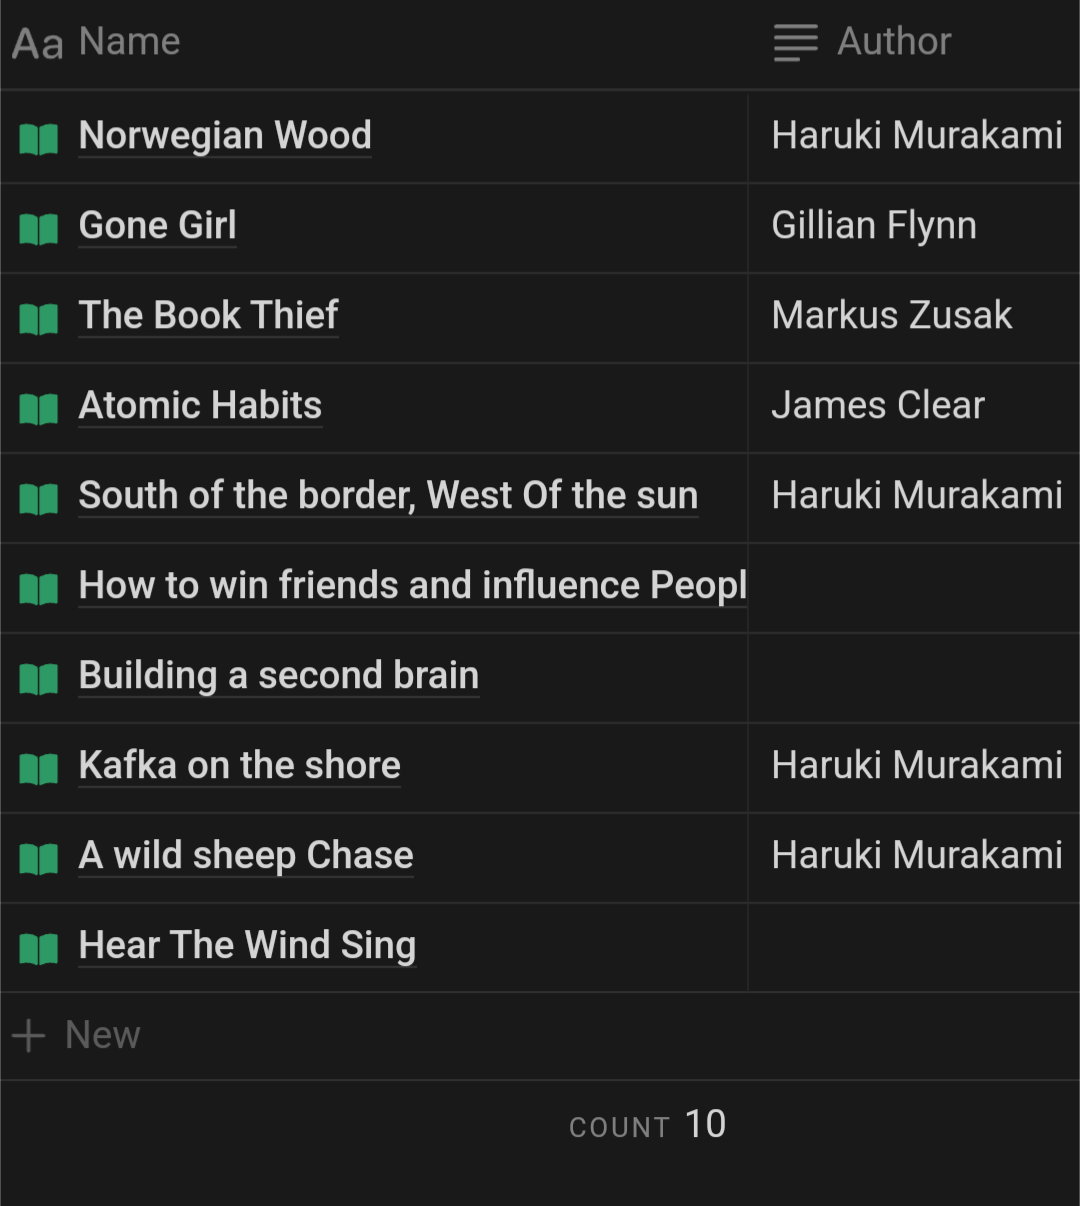 Aa Name Author
Norwegian Wood Haruki Murakami
Gone Girl Gillian Flynn
The Book Thief Markus Zusak
Atomic Habits James Clear
South of the border, West Of the sun Haruki Murakami
How to win friends and influence Peopl
Building a second brain
Kafka on the shore Haruki Murakami
A wild sheep Chase Haruki Murakami
Hear The Wind Sing
+ New
COUNT 10